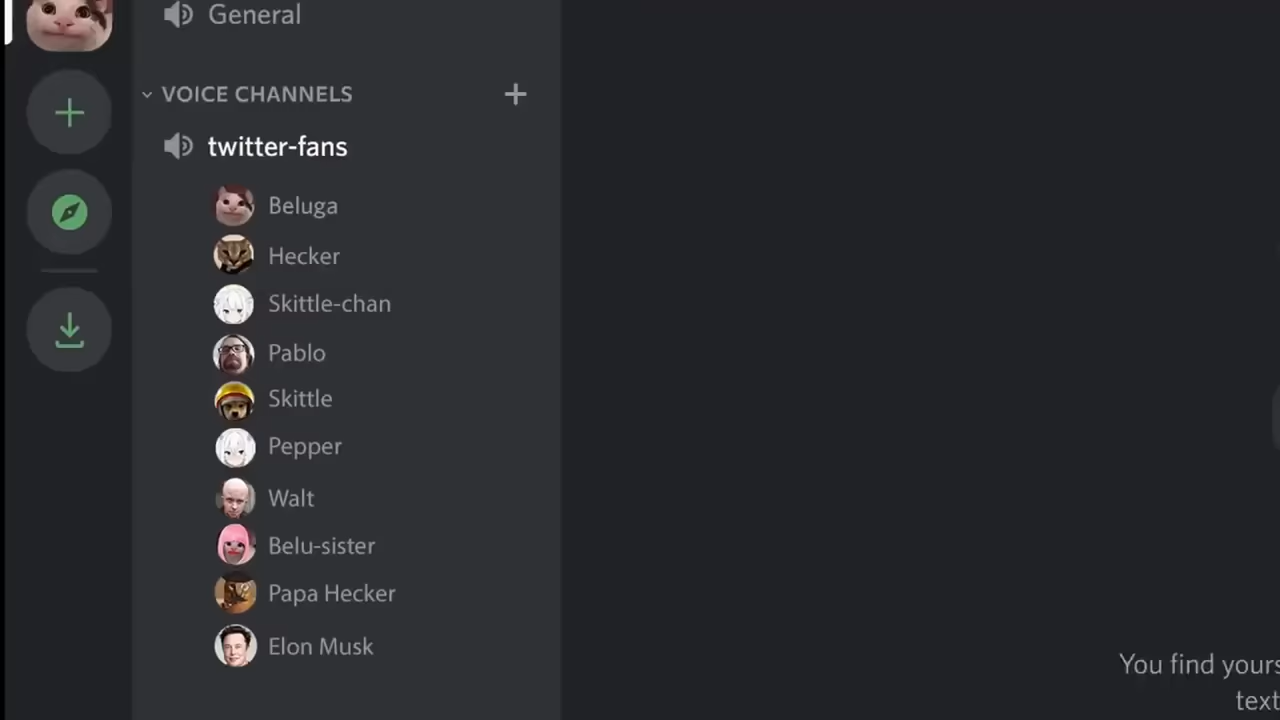 General
VOICE CHANNELS
twitter-fans
Beluga
Hecker
Skittle-chan
Pablo
Skittle
Pepper
Walt
Belu-sister
Papa Hecker
Elon Musk
You find yours
text